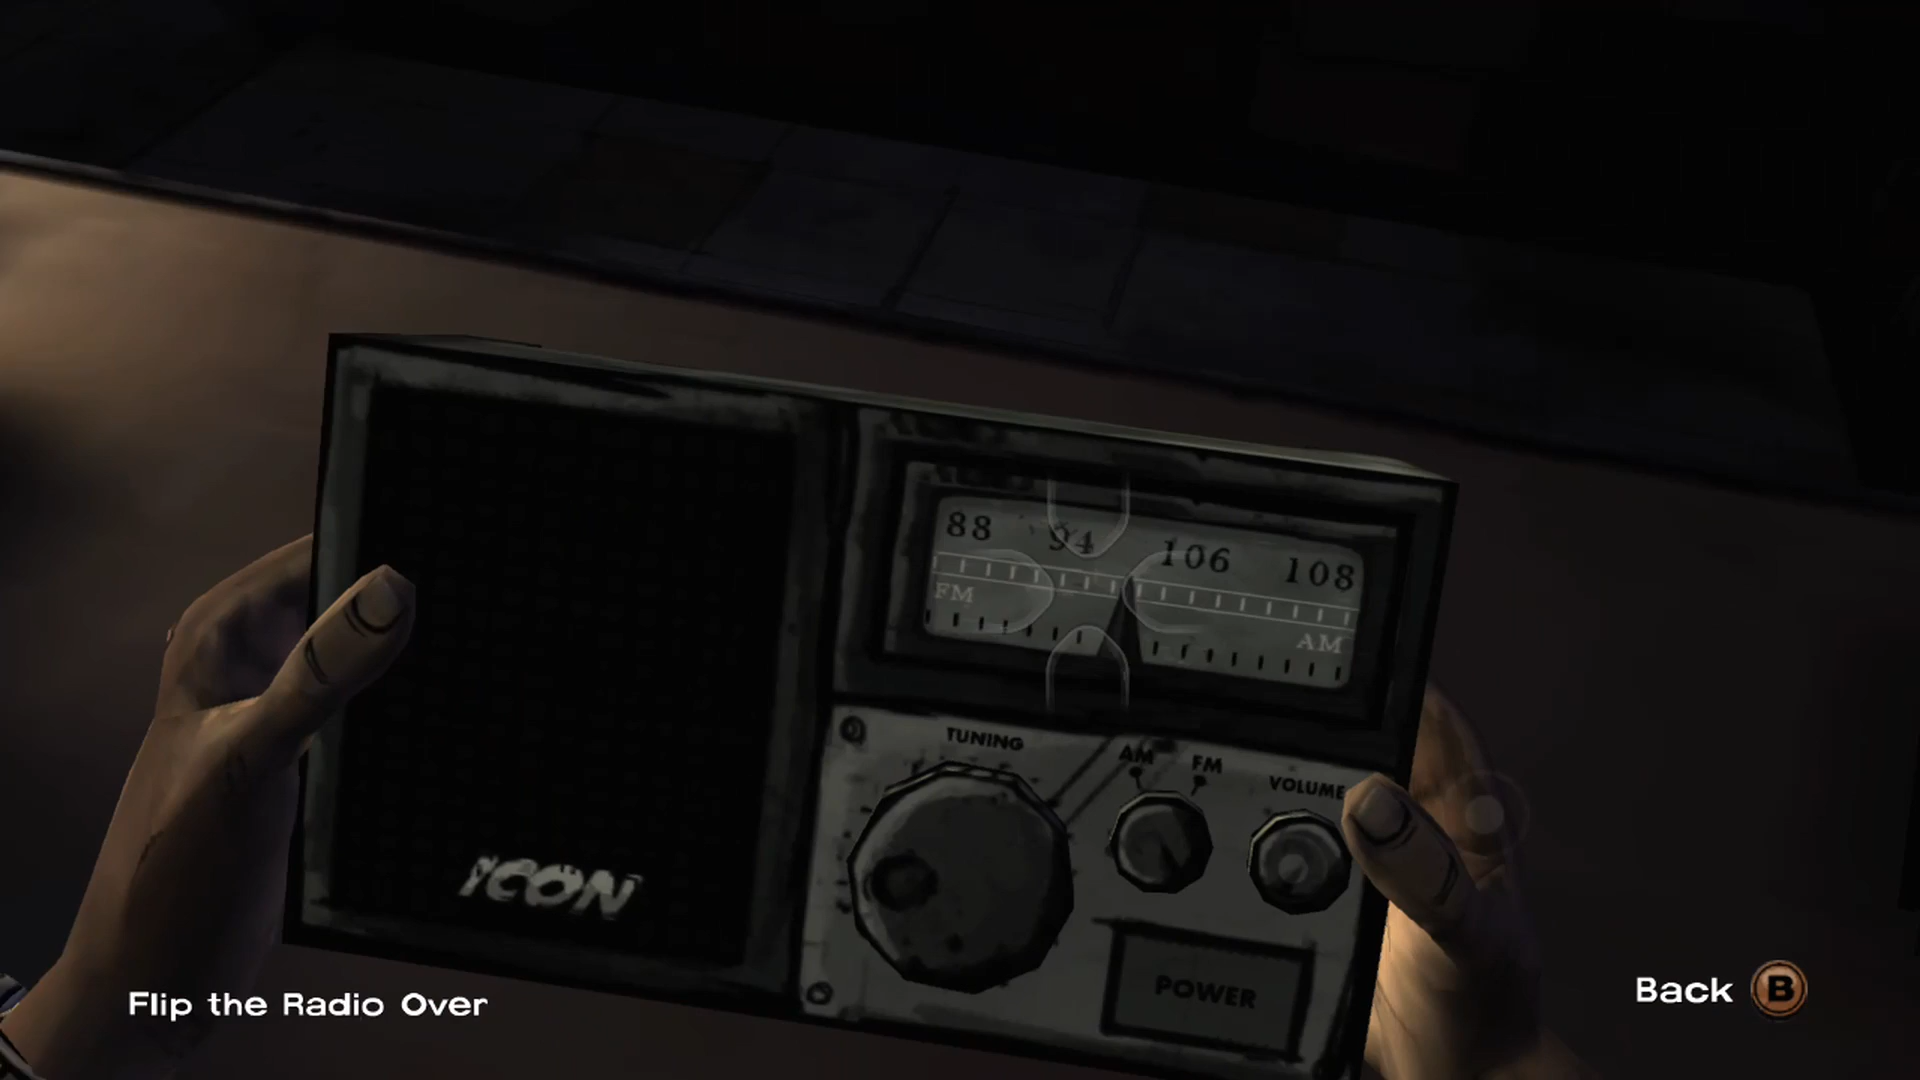 88 94 106 108
FM
AM
TUNING
AM FM
VOLUME
ICON
POWER
Flip the Radio Over
Back B